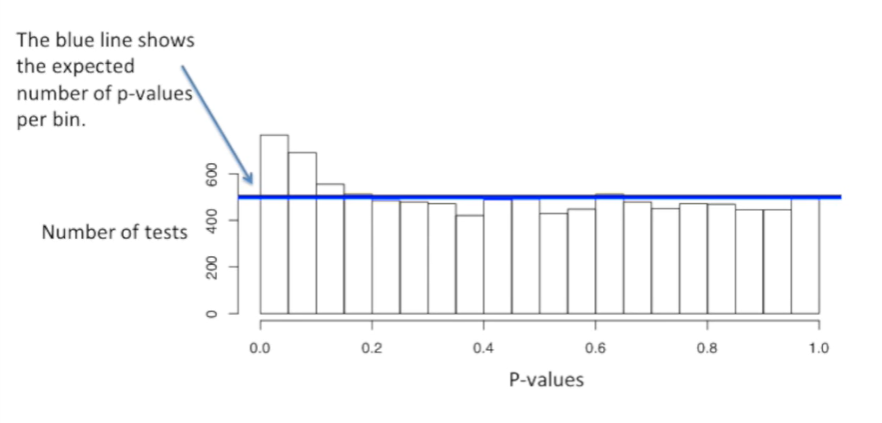 The blue line shows
the expected
number of p-values
per bin.
600
400
200
0
Number of tests
0.0 0.2 0.4 0.6 0.8 1.0
P-values